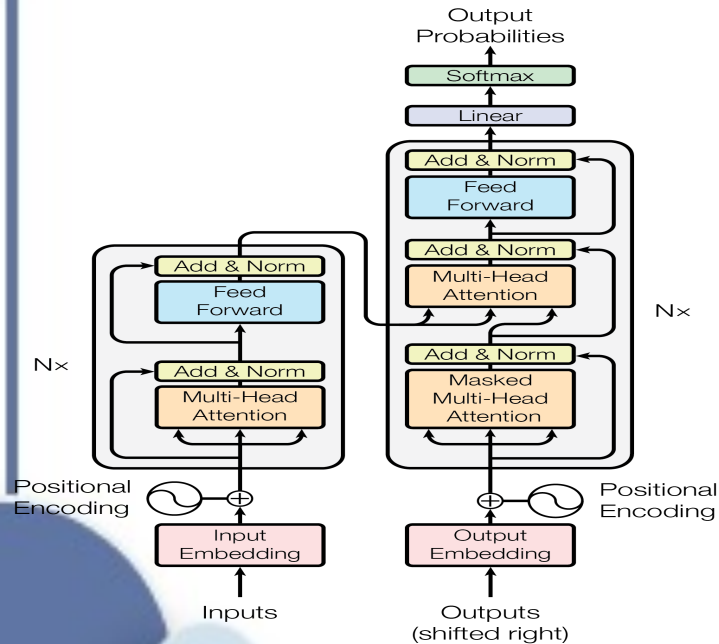 Output
Probabilities
Softmax
Linear
Add & Norm
Feed
Forward
Add & Norm
Multi-Head
Attention
Add & Norm
Masked
Multi-Head
Attention
Nx
Add & Norm
Feed
Forward
Add & Norm
Multi-Head
Attention
Nx
Positional
Encoding
Positional
Encoding
Input
Embedding
Output
Embedding
Inputs
Outputs
(shifted right)